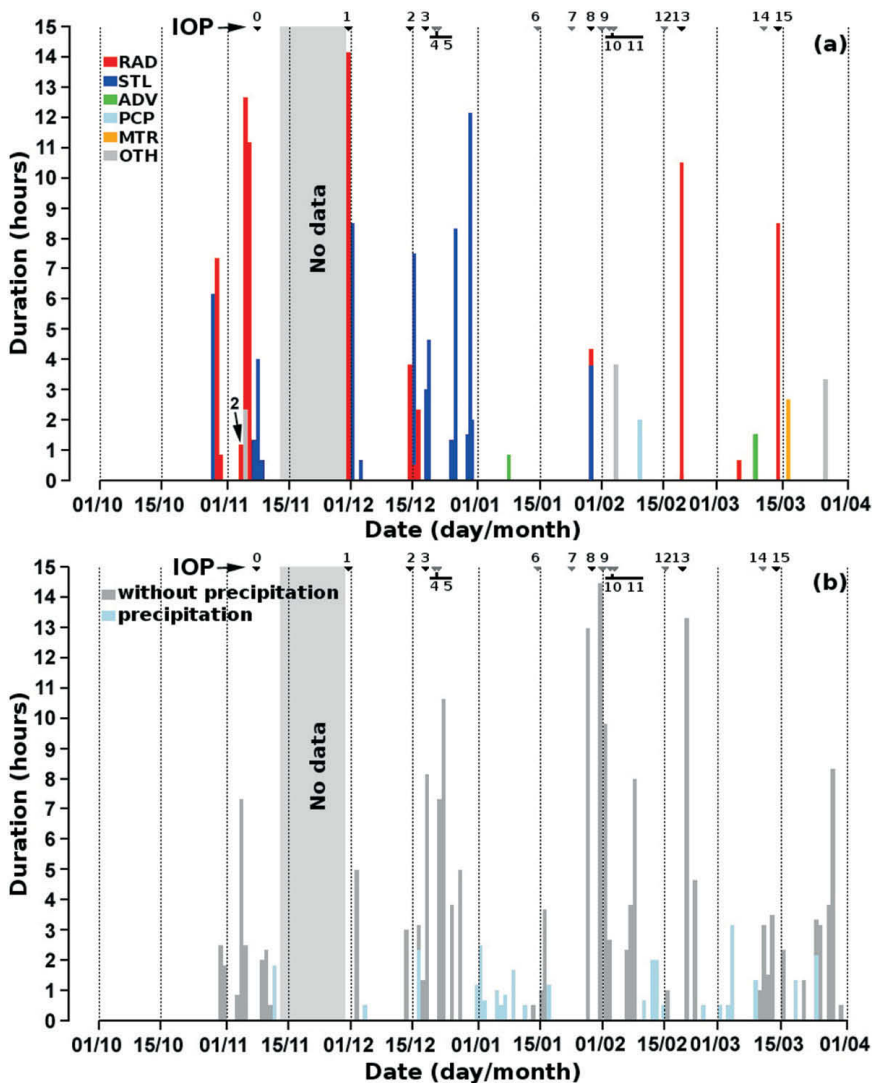 IOP 0 1 2 3 6 7 8 9 12 13 14 15
4 5 10 11
(a)
15
14
13
12
11
10
9
8
7
6
5
4
3
2
1
0
Duration (hours)
RAD
STL
ADV
PCP
MTR
OTH
No data
2
01/10 15/10 01/11 15/11 01/12 15/12 01/01 15/01 01/02 15/02 01/03 15/03 01/04
Date (day/month)
IOP 0 1 2 3 6 7 8 9 12 13 14 15
4 5 10 11
(b)
15
14
13
12
11
10
9
8
7
6
5
4
3
2
1
0
Duration (hours)
without precipitation
precipitation
No data
01/10 15/10 01/11 15/11 01/12 15/12 01/01 15/01 01/02 15/02 01/03 15/03 01/04
Date (day/month)